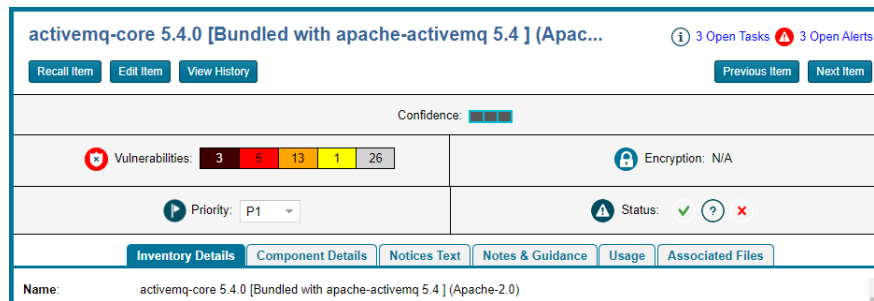 activemq-core 5.4.0 [Bundled with apache-activemq 5.4 ] (Apac...
3 Open Tasks 3 Open Alerts
Recall Item Edit Item View History Previous Item Next Item
Confidence:
Vulnerabilities: 3 5 13 1 26 Encryption: N/A
Priority: P1 Status:
Inventory Details Component Details Notices Text Notes & Guidance Usage Associated Files
Name: activemq-core 5.4.0 [Bundled with apache-activemq 5.4 ] (Apache-2.0)